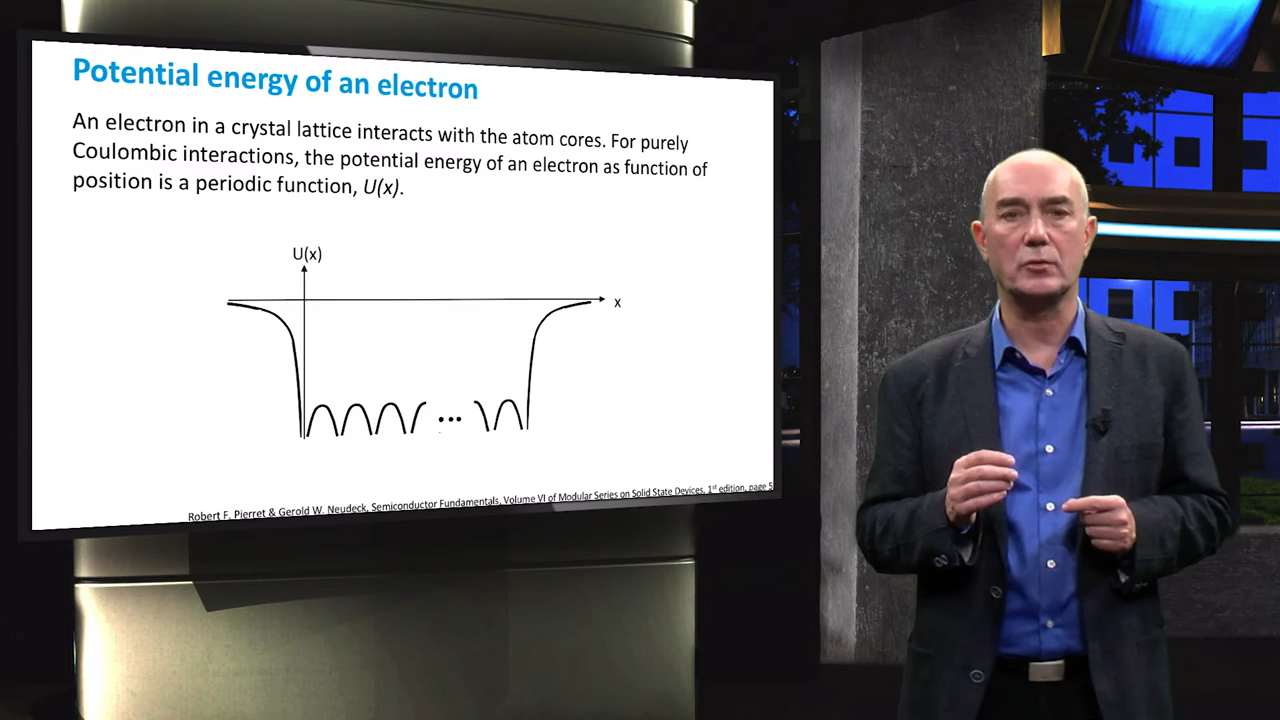 Potential energy of an electron
An electron in a crystal lattice interacts with the atom cores. For purely
Coulombic interactions, the potential energy of an electron as function of
position is a periodic function, U(x).
U(x)
x
...
Robert F. Pierret & Gerold W. Neudeck, Semiconductor Fundamentals, Volume VI of Modular Series on Solid State Devices, 1st edition, page 5